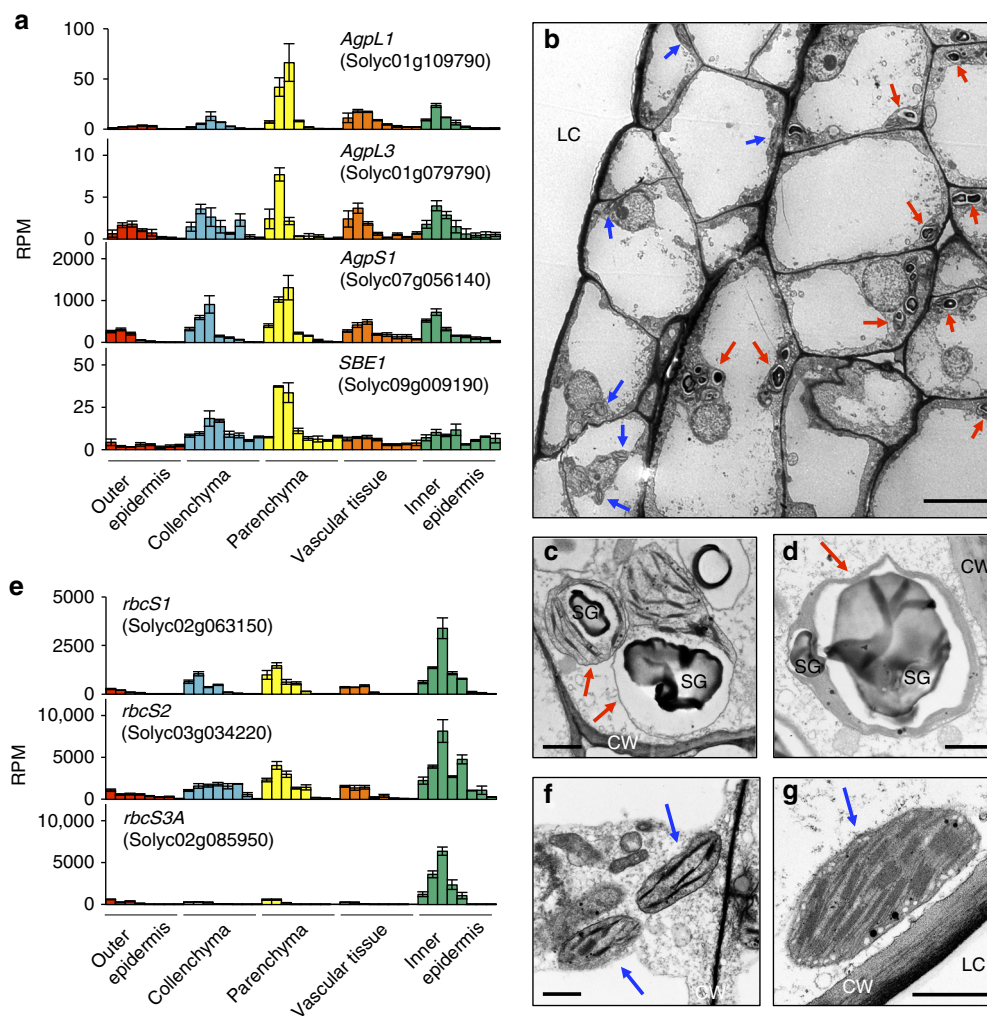 a
AgpL1
(Solyc01g109790)
100
50
0
AgpL3
(Solyc01g079790)
10
5
0
RPM
AgpS1
(Solyc07g056140)
2000
1000
0
SBE1
(Solyc09g009190)
50
25
0
Outer
epidermis
Collenchyma
Parenchyma
Vascular tissue
Inner
epidermis
b
LC
c
SG
SG
CW
d
CW
SG
SG
e
rbcS1
(Solyc02g063150)
5000
2500
0
rbcS2
(Solyc03g034220)
10,000
5000
0
RPM
rbcS3A
(Solyc02g085950)
10,000
5000
0
Outer
epidermis
Collenchyma
Parenchyma
Vascular tissue
Inner
epidermis
f
CW
g
LC
CW